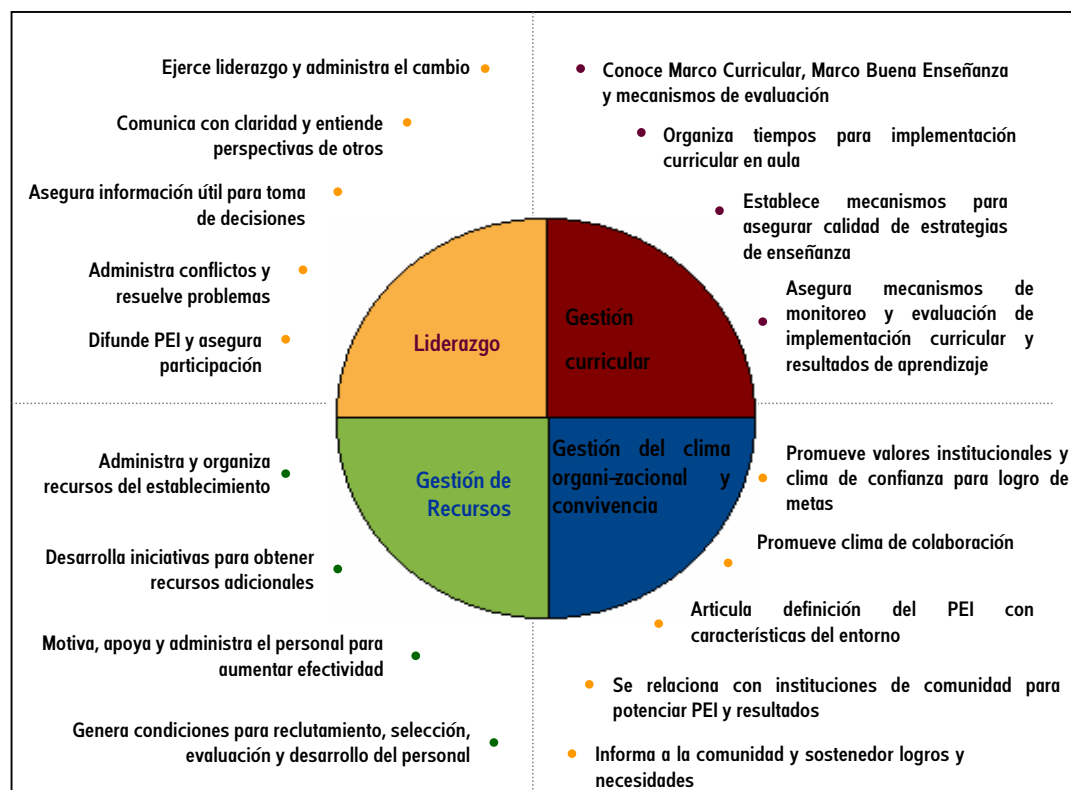 Ejerce liderazgo y administra el cambio
Comunica con claridad y entiende
perspectivas de otros
Asegura información útil para toma
de decisiones
Administra conflictos y
resuelve problemas
Difunde PEI y asegura
participación
Conoce Marco Curricular, Marco Buena Enseñanza
y mecanismos de evaluación
Organiza tiempos para implementación
curricular en aula
Establece mecanismos para
asegurar calidad de estrategias
de enseñanza
Asegura mecanismos de
monitoreo y evaluación de
implementación curricular y
resultados de aprendizaje
Liderazgo
Gestión
curricular
Gestión de
Recursos
Gestión del clima
organi-zacional y
convivencia
Administra y organiza
recursos del establecimiento
Desarrolla iniciativas para obtener
recursos adicionales
Motiva, apoya y administra el personal para
aumentar efectividad
Genera condiciones para reclutamiento, selección,
evaluación y desarrollo del personal
Promueve valores institucionales y
clima de confianza para logro de
metas
Promueve clima de colaboración
Articula definición del PEI con
características del entorno
Se relaciona con instituciones de comunidad para
potenciar PEI y resultados
Informa a la comunidad y sostenedor logros y
necesidades